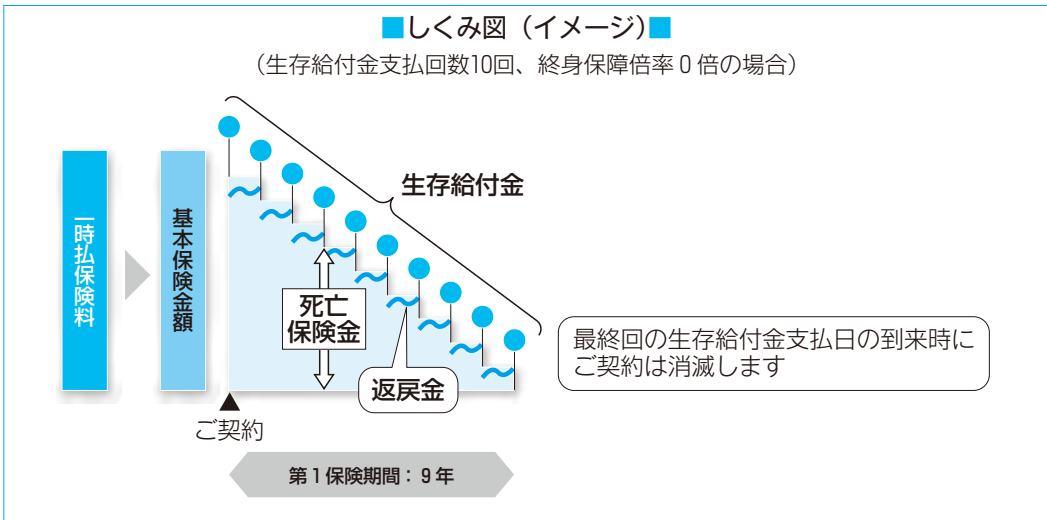 ■しくみ図（イメージ）■
（生存給付金支払回数10回、終身保障倍率０倍の場合）
生存給付金
一時払保険料
基本保険金額
死亡
保険金
返戻金
最終回の生存給付金支払日の到来時に
ご契約は消滅します
▲
ご契約
第１保険期間：９年